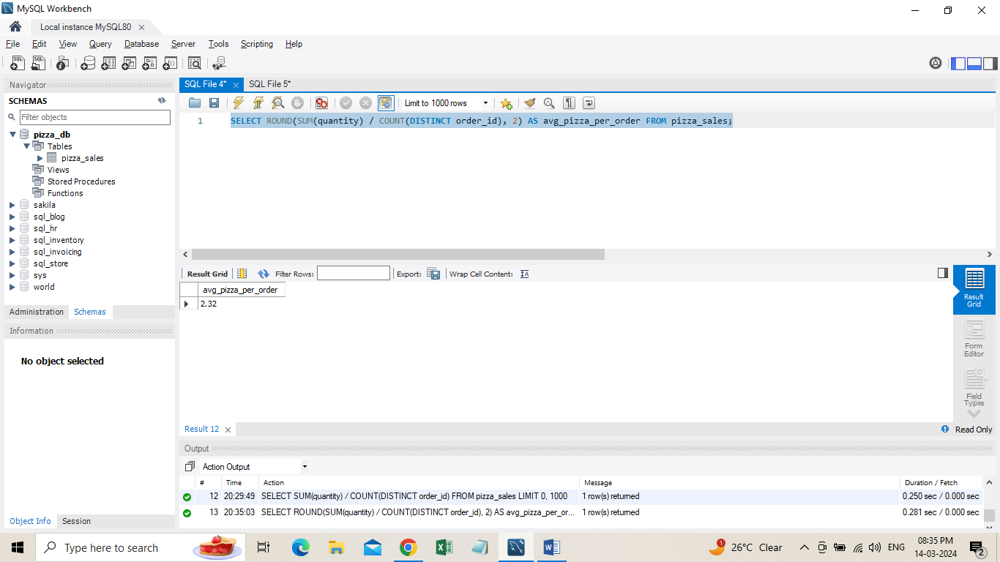 MySQL Workbench
Local instance MySQL80
File Edit View Query Database Server Tools Scripting Help
Navigator
SCHEMAS
Filter objects
pizza_db
Tables
pizza_sales
Views
Stored Procedures
Functions
sakila
sql_blog
sql_hr
sql_inventory
sql_invoicing
sql_store
sys
world
Administration Schemas
Information
No object selected
Object Info Session
SQL File 4* SQL File 5*
Limit to 1000 rows
1 SELECT ROUND(SUM(quantity) / COUNT(DISTINCT order_id), 2) AS avg_pizza_per_order FROM pizza_sales;
Result Grid Filter Rows: Export: Wrap Cell Content:
avg_pizza_per_order
2.32
Result Grid
Form Editor
Field Types
Result 12 Read Only
Output
Action Output
# Time Action Message Duration / Fetch
12 20:29:49 SELECT SUM(quantity) / COUNT(DISTINCT order_id) FROM pizza_sales LIMIT 0, 1000 1 row(s) returned 0.250 sec / 0.000 sec
13 20:35:03 SELECT ROUND(SUM(quantity) / COUNT(DISTINCT order_id), 2) AS avg_pizza_per_or... 1 row(s) returned 0.281 sec / 0.000 sec
Type here to search
1
26°C Clear
ENG
08:35 PM
14-03-2024
2